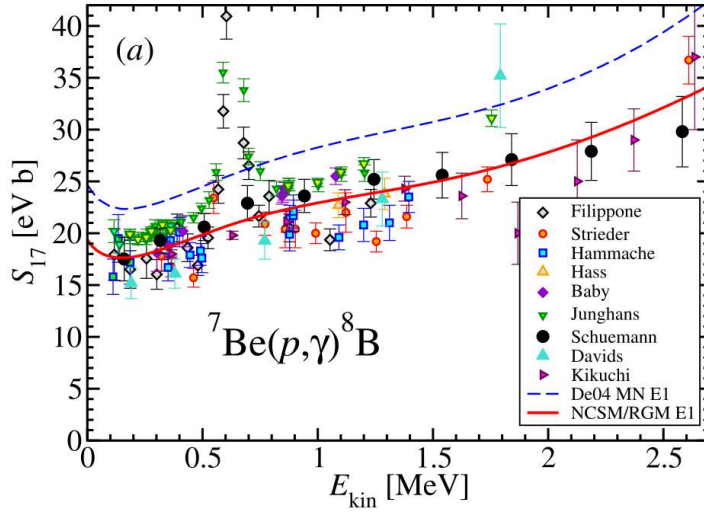 (a)
40
35
30
25
20
15
10
5
0
S₁₇ [eV b]
⁷Be(p,γ)⁸B
Filippone
Strieder
Hammache
Hass
Baby
Junghans
Schuemann
Davids
Kikuchi
De04 MN E1
NCSM/RGM E1
0 0.5 1 1.5 2 2.5
E_kin [MeV]